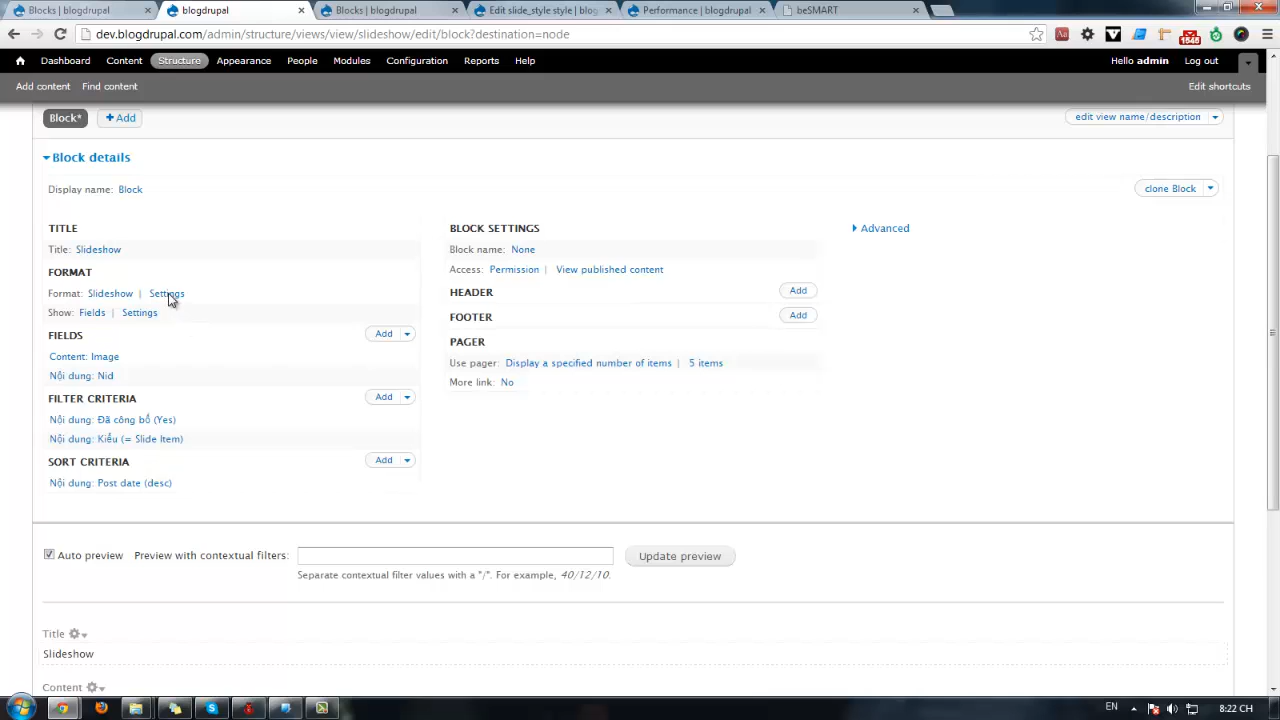 Blocks | blogdrupal
blogdrupal
Blocks | blogdrupal
Edit slide_style style | blog
Performance | blogdrupal
beSMART
dev.blogdrupal.com/admin/structure/views/view/slideshow/edit/block?destination=node
1545
Dashboard Content Structure Appearance People Modules Configuration Reports Help
Hello admin Log out
Add content Find content
Edit shortcuts
Block* + Add
edit view name/description
Block details
Display name: Block
clone Block
TITLE
Title: Slideshow
FORMAT
Format: Slideshow | Settings
Show: Fields | Settings
FIELDS Add
Content: Image
Nội dung: Nid
FILTER CRITERIA Add
Nội dung: Đã công bố (Yes)
Nội dung: Kiểu (= Slide Item)
SORT CRITERIA Add
Nội dung: Post date (desc)
BLOCK SETTINGS
Block name: None
Access: Permission | View published content
HEADER Add
FOOTER Add
PAGER
Use pager: Display a specified number of items | 5 items
More link: No
Advanced
Auto preview Preview with contextual filters: Update preview
Separate contextual filter values with a "/". For example, 40/12/10.
Title
Slideshow
Content
EN 8:22 CH